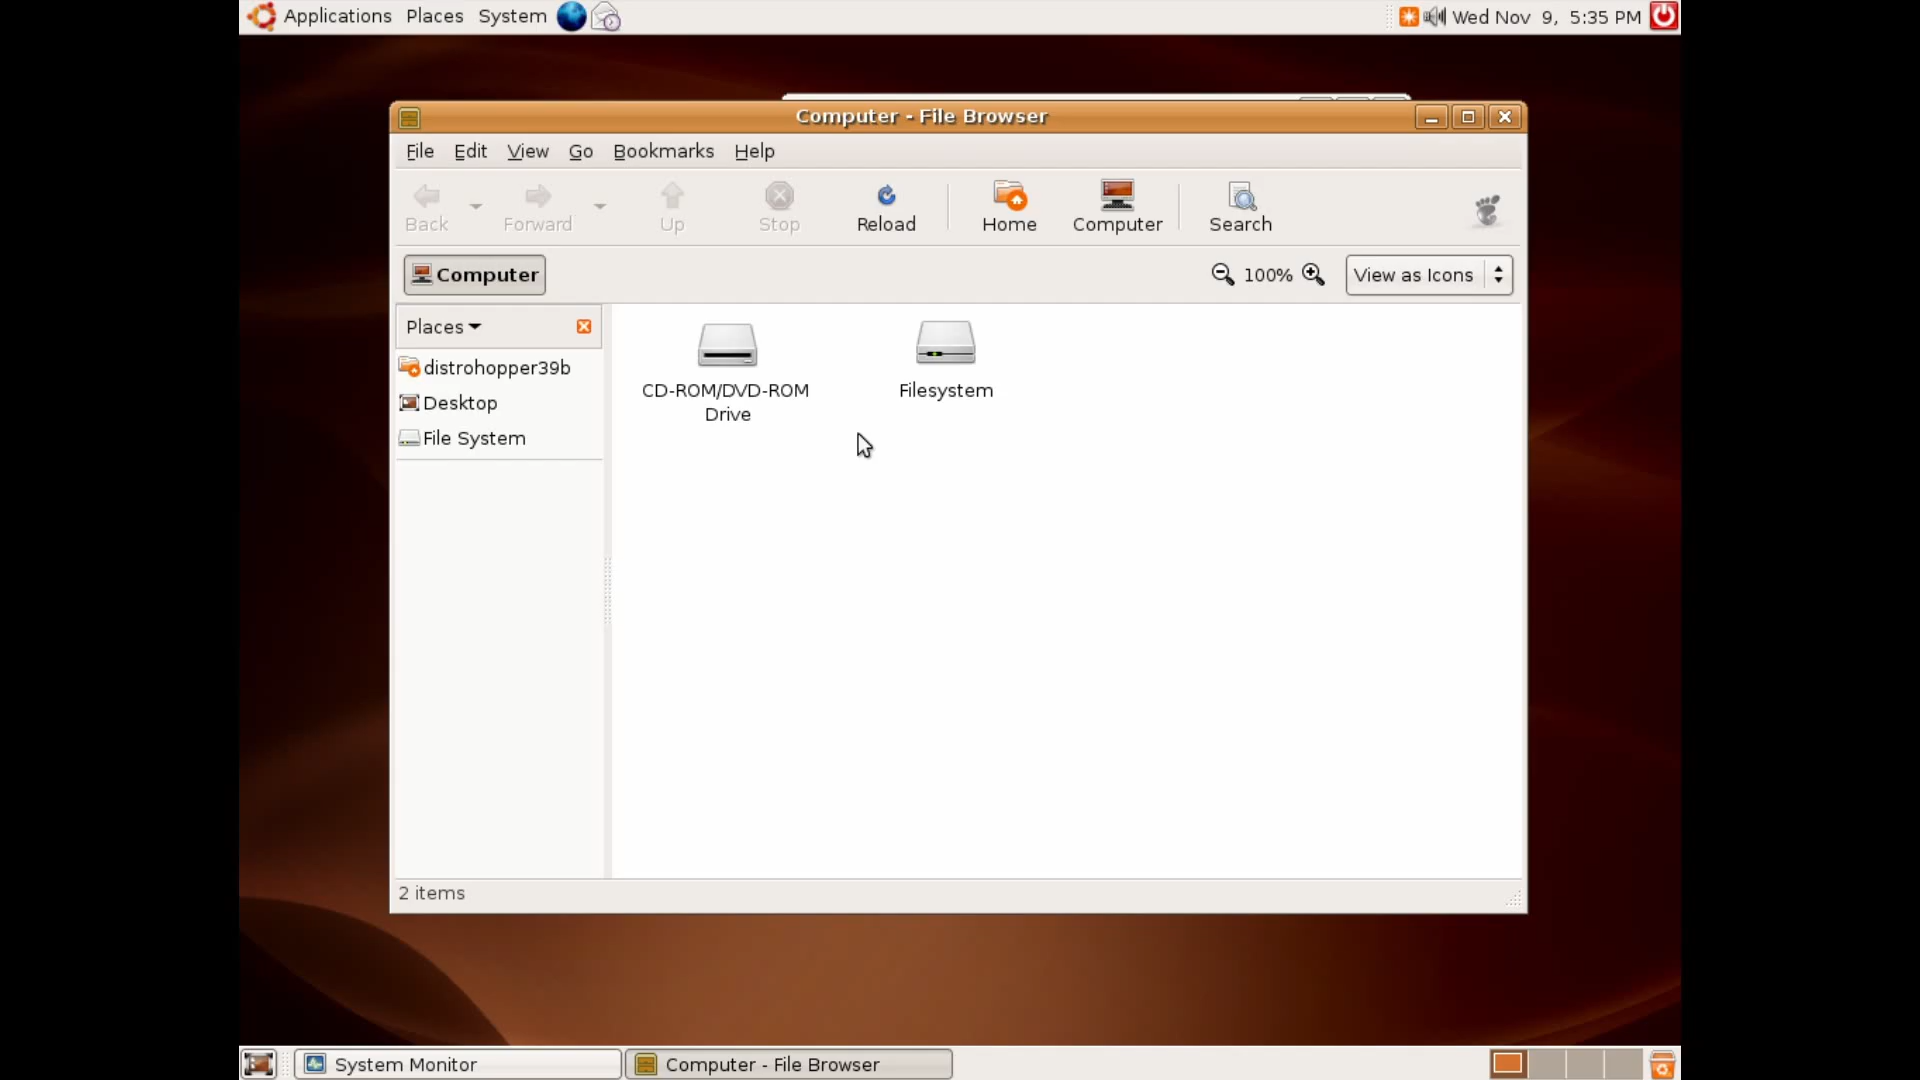 Applications Places System Wed Nov 9, 5:35 PM
Computer - File Browser
File Edit View Go Bookmarks Help
Back Forward Up Stop Reload Home Computer Search
Computer 100% View as Icons
Places
distrohopper39b
Desktop
File System
CD-ROM/DVD-ROM
Drive
Filesystem
2 items
System Monitor Computer - File Browser